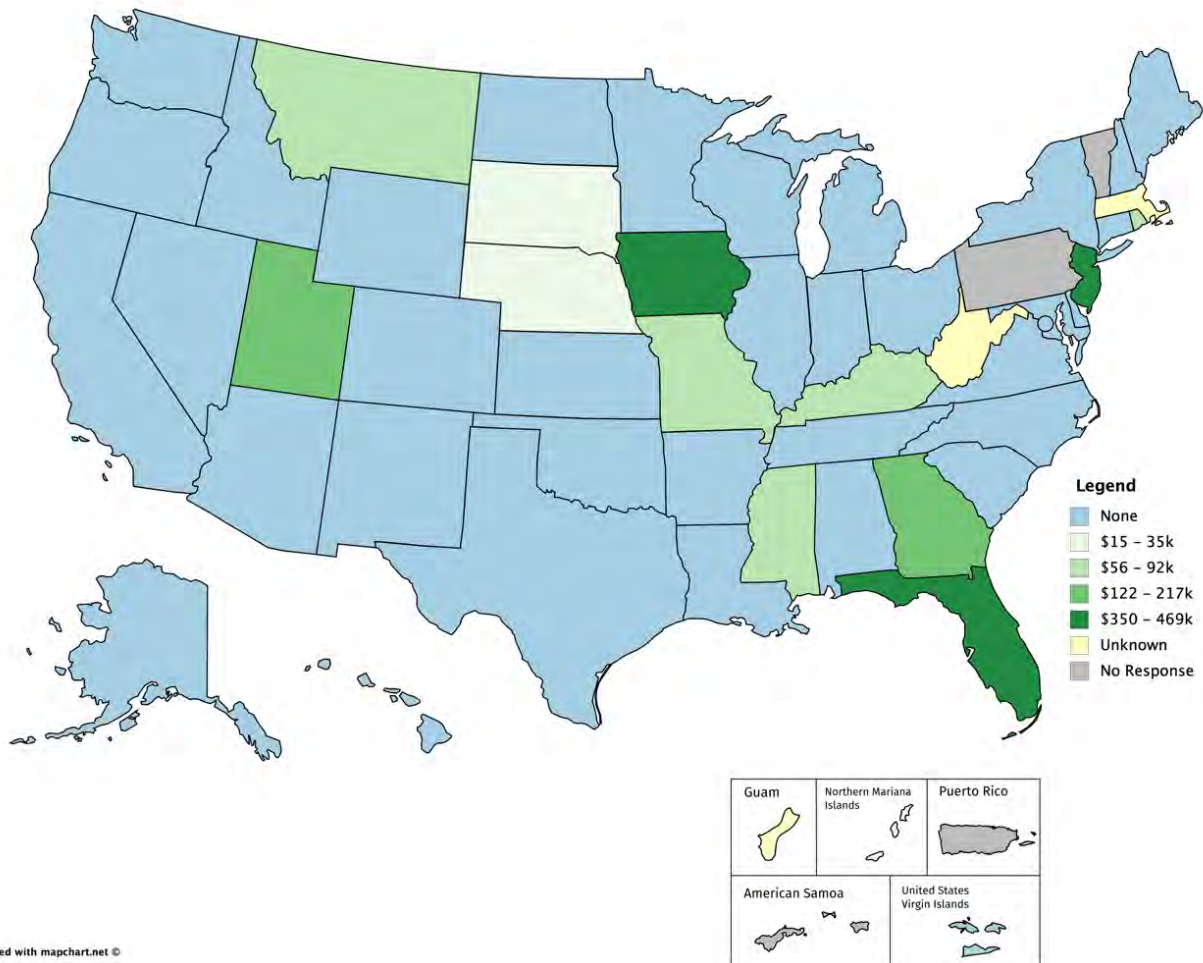 Legend
None
$15 – 35k
$56 – 92k
$122 – 217k
$350 – 469k
Unknown
No Response
Guam
Northern Mariana
Islands
Puerto Rico
American Samoa
United States
Virgin Islands
ed with mapchart.net ©